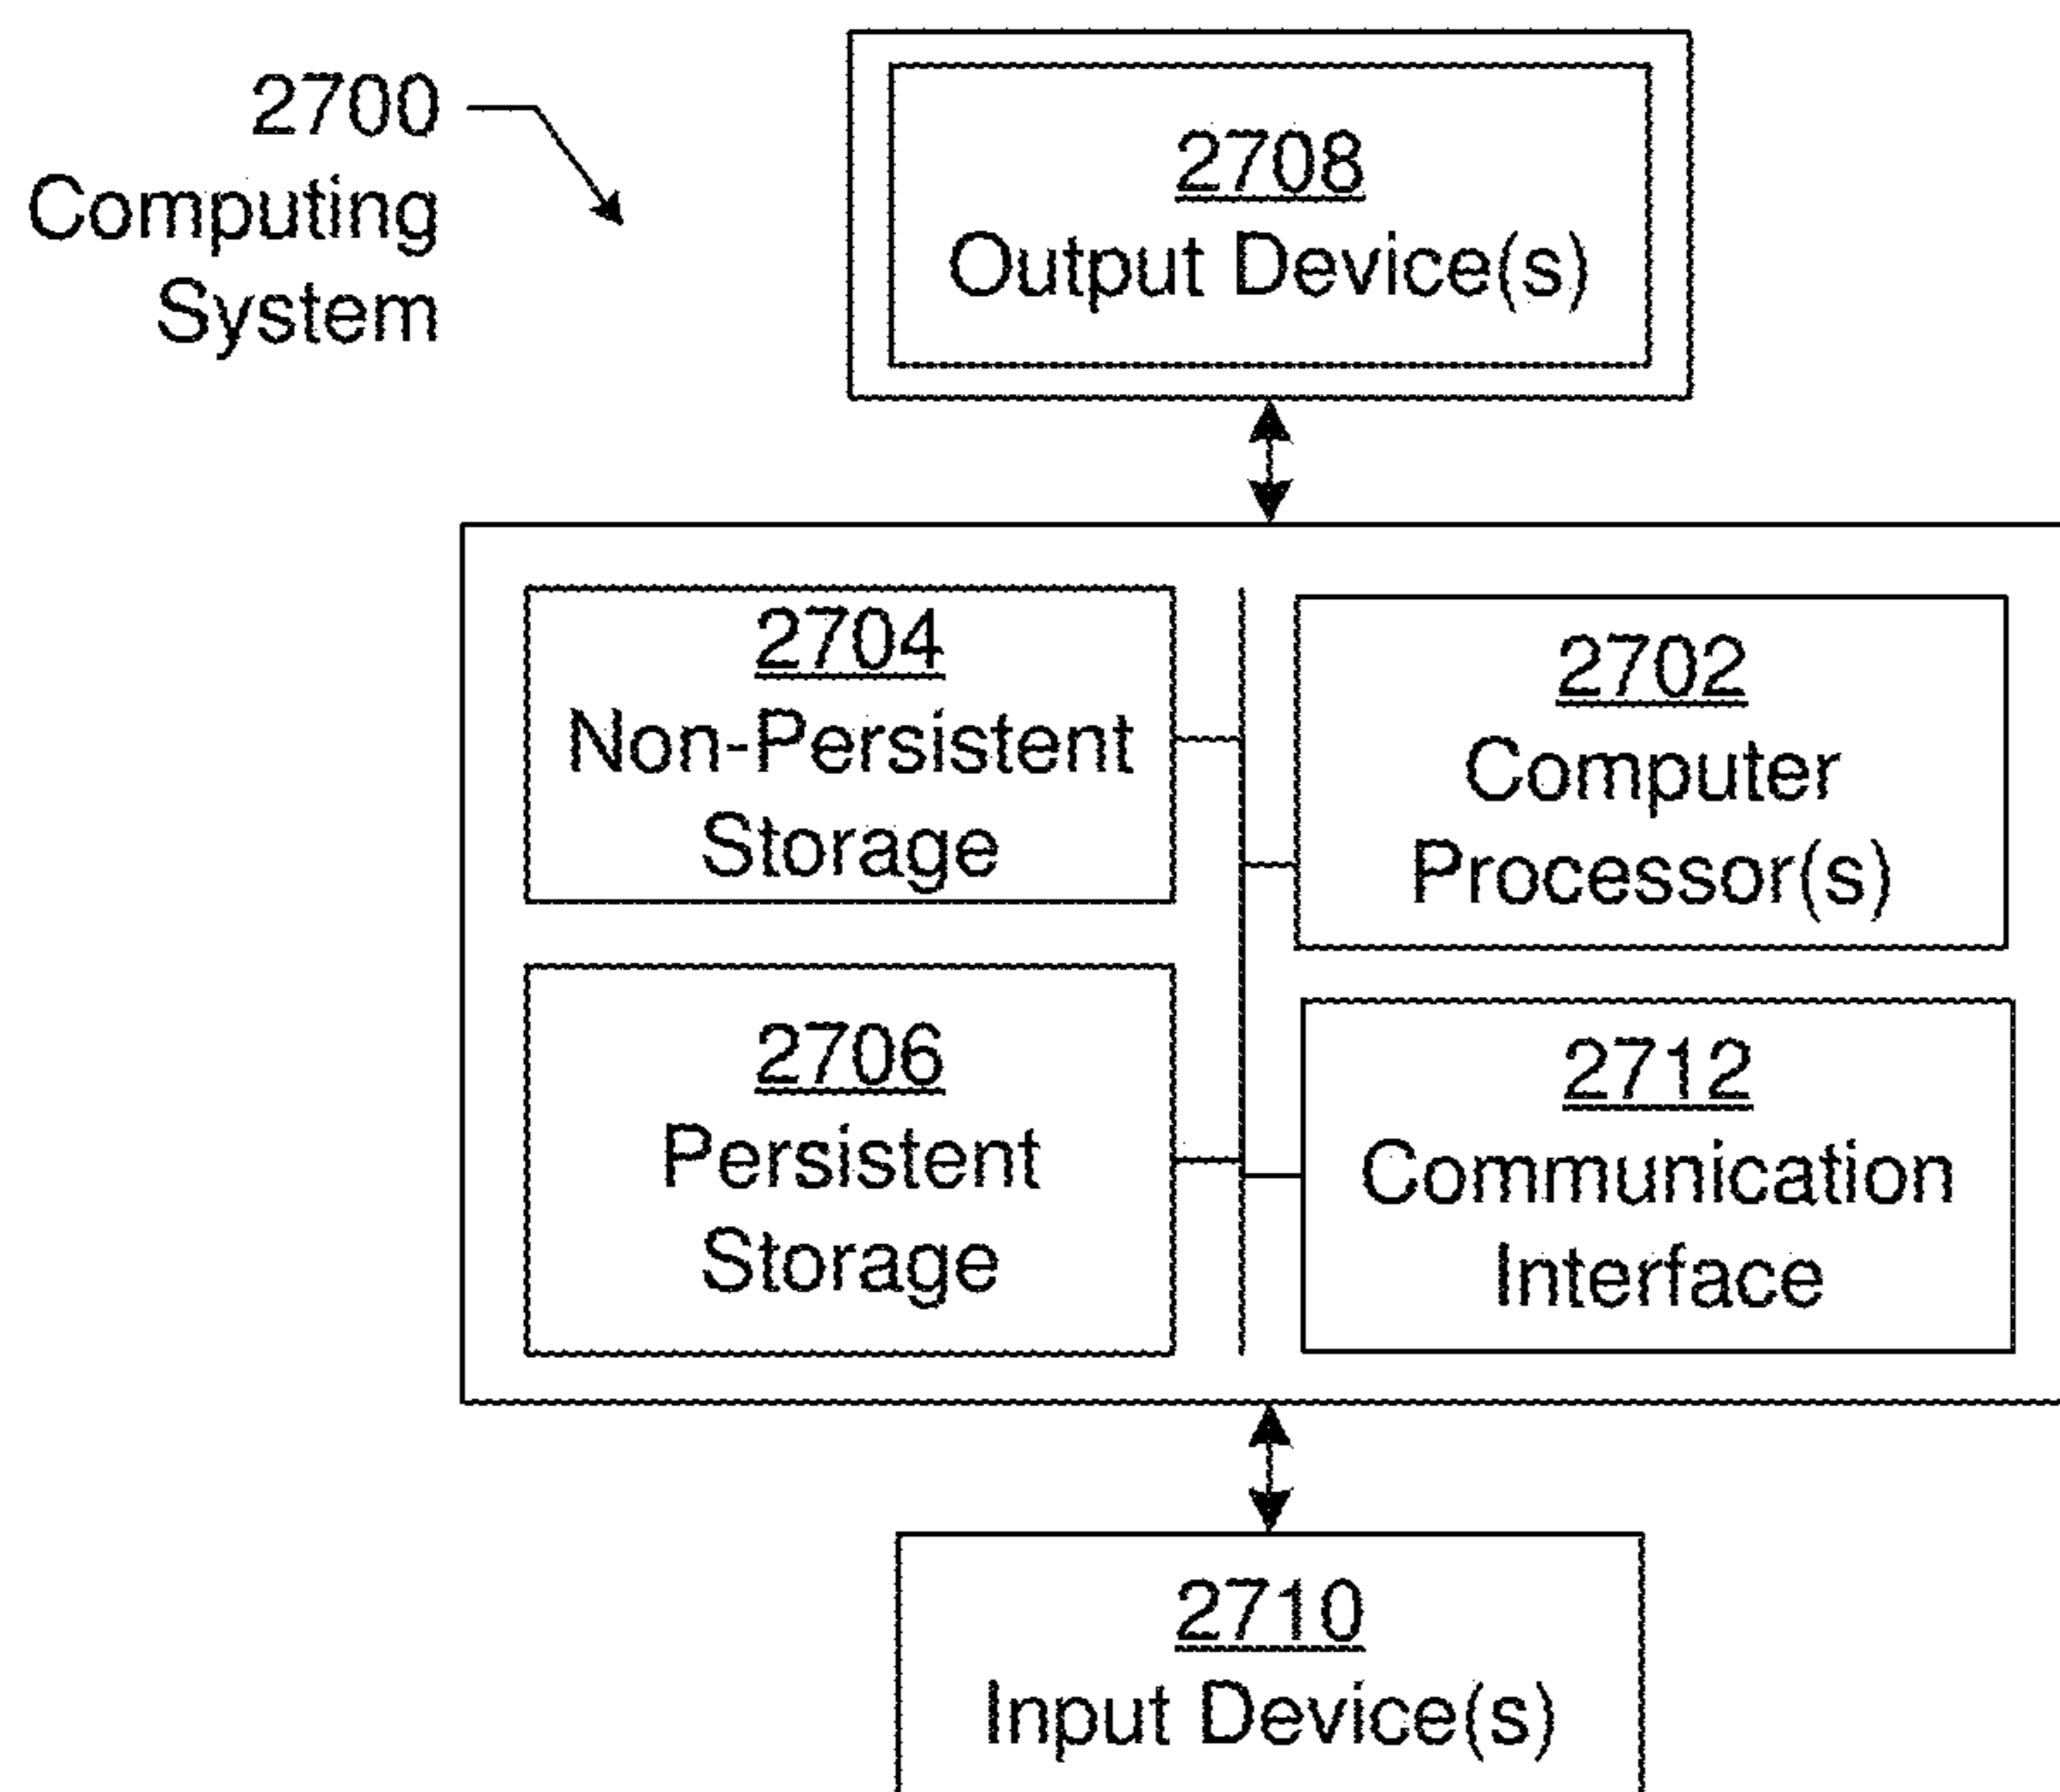 2700
Computing
System
2708
Output Device(s)
2704
Non-Persistent
Storage
2702
Computer
Processor(s)
2706
Persistent
Storage
2712
Communication
Interface
2710
Input Device(s)